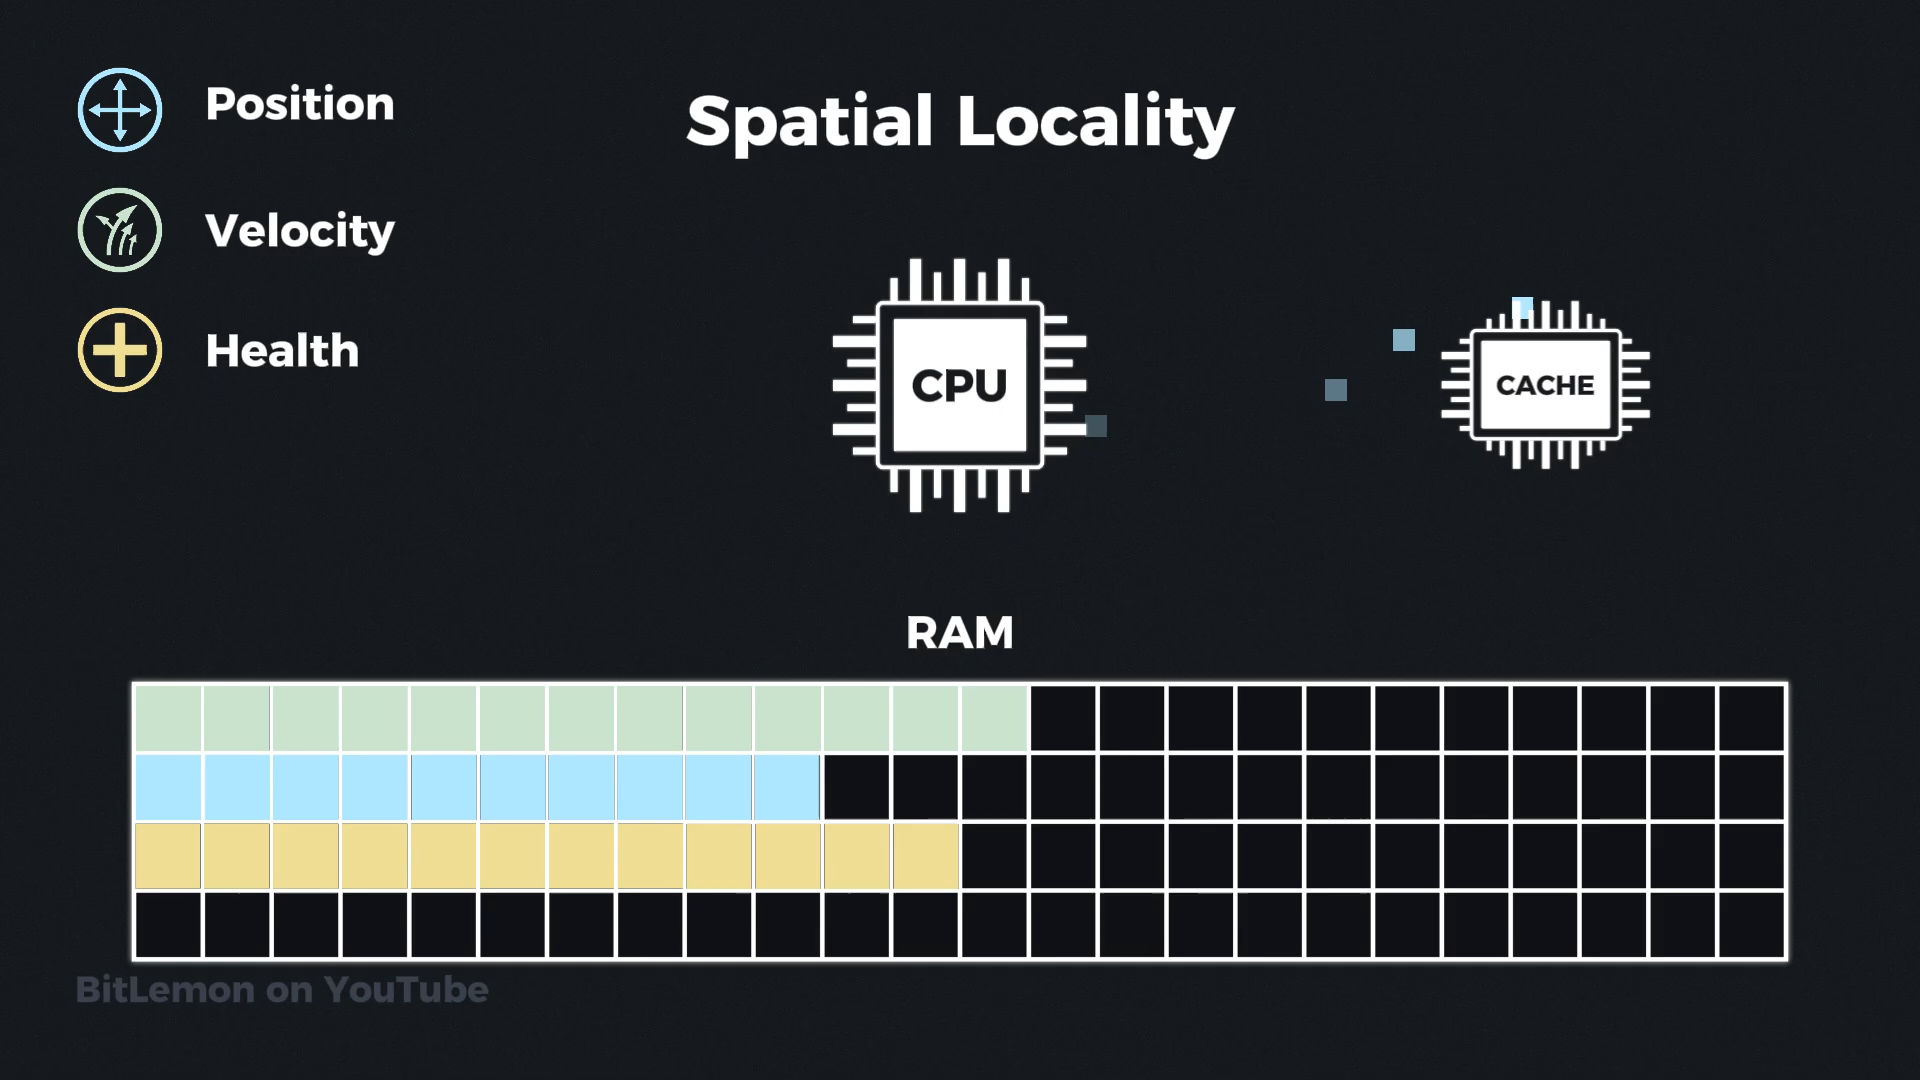 Position
Spatial Locality
Velocity
Health
CPU
CACHE
RAM
BitLemon on YouTube